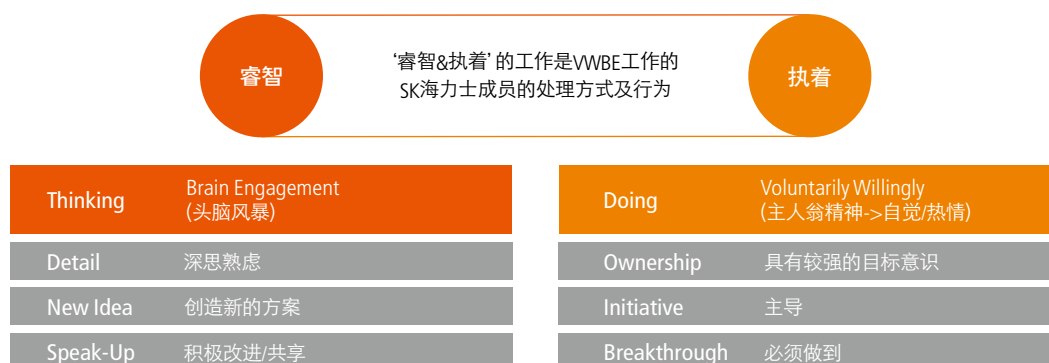 睿智
‘睿智&执着’ 的工作是VWBE工作的
SK海力士成员的处理方式及行为
执着
Thinking
Brain Engagement
(头脑风暴)
Detail 深思熟虑
New Idea 创造新的方案
Speak-Up 积极改进/共享
Doing
Voluntarily Willingly
(主人翁精神->自觉/热情)
Ownership 具有较强的目标意识
Initiative 主导
Breakthrough 必须做到